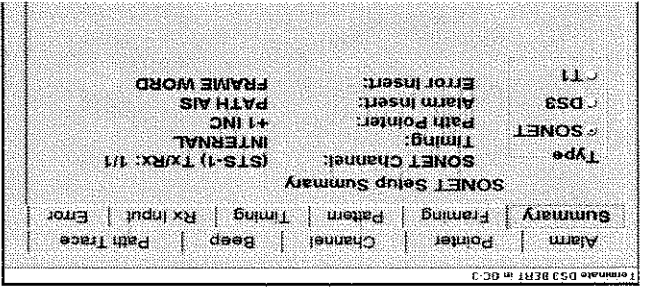 Terminate DS3 BERT in OC-3
Alarm Pointer Channel Beep Path Trace
Summary Framing Pattern Timing Rx Input Error
SONET Setup Summary
Type
SONET
DS3
T1
SONET Channel: (STS-1) Tx/Rx: 1/1
Timing: INTERNAL
Path Pointer: +1 INC
Alarm Insert: PATH AIS
Error Insert: FRAME WORD